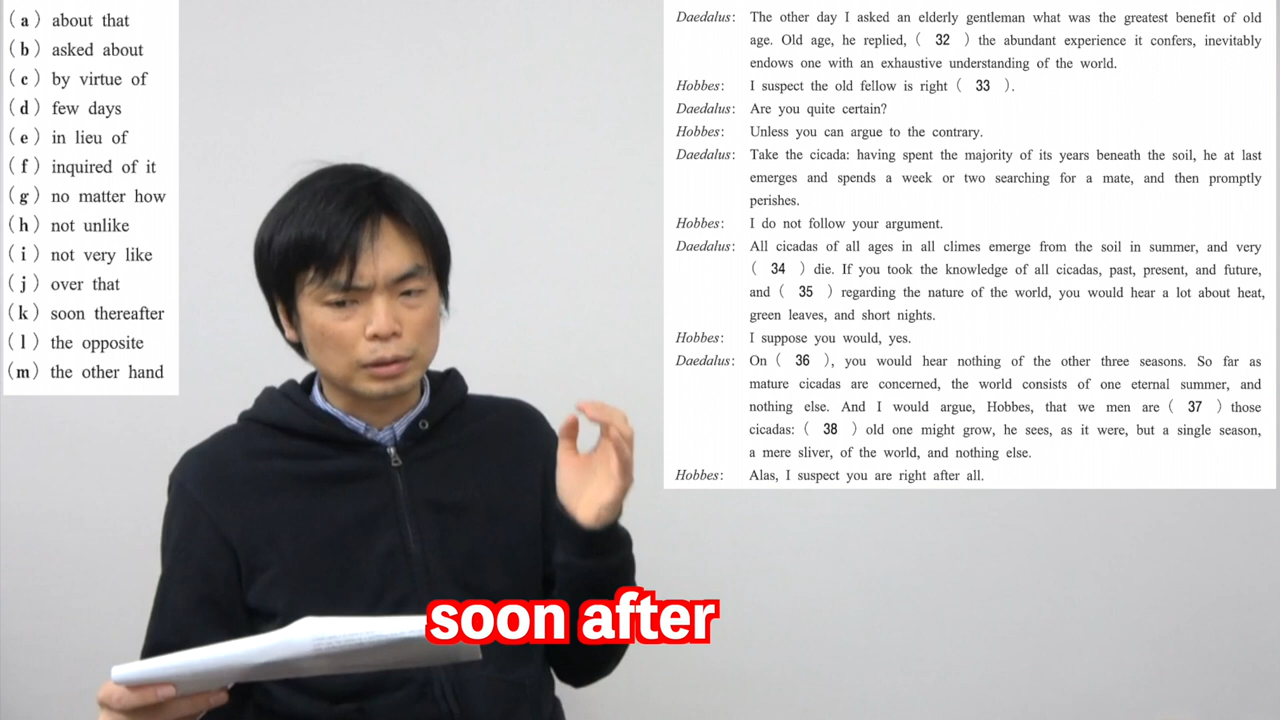 (a) about that
(b) asked about
(c) by virtue of
(d) few days
(e) in lieu of
(f) inquired of it
(g) no matter how
(h) not unlike
(i) not very like
(j) over that
(k) soon thereafter
(l) the opposite
(m) the other hand
Daedalus: The other day I asked an elderly gentleman what was the greatest benefit of old
age. Old age, he replied, ( 32 ) the abundant experience it confers, inevitably
endows one with an exhaustive understanding of the world.
Hobbes: I suspect the old fellow is right ( 33 ).
Daedalus: Are you quite certain?
Hobbes: Unless you can argue to the contrary.
Daedalus: Take the cicada: having spent the majority of its years beneath the soil, he at last
emerges and spends a week or two searching for a mate, and then promptly
perishes.
Hobbes: I do not follow your argument.
Daedalus: All cicadas of all ages in all climes emerge from the soil in summer, and very
( 34 ) die. If you took the knowledge of all cicadas, past, present, and future,
and ( 35 ) regarding the nature of the world, you would hear a lot about heat,
green leaves, and short nights.
Hobbes: I suppose you would, yes.
Daedalus: On ( 36 ), you would hear nothing of the other three seasons. So far as
mature cicadas are concerned, the world consists of one eternal summer, and
nothing else. And I would argue, Hobbes, that we men are ( 37 ) those
cicadas: ( 38 ) old one might grow, he sees, as it were, but a single season,
a mere sliver, of the world, and nothing else.
Hobbes: Alas, I suspect you are right after all.
soon after